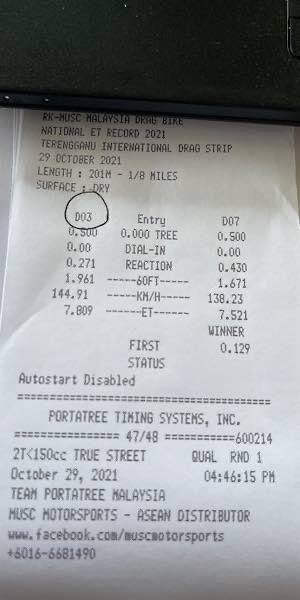 RK-MUSC MALAYSIA DRAG BIKE
NATIONAL ET RECORD 2021
TERENGGANU INTERNATIONAL DRAG STRIP
29 OCTOBER 2021
LENGTH : 201M - 1/8 MILES
SURFACE : DRY
D03 Entry D07
0.500 0.000 TREE 0.500
0.00 DIAL-IN 0.00
0.271 REACTION 0.430
1.961 -----60FT----- 1.671
144.91 -----KM/H----- 138.23
7.809 ------ET------ 7.521
WINNER
FIRST 0.129
STATUS
Autostart Disabled
========================================
PORTATREE TIMING SYSTEMS, INC.
=============== 47/48 ===========600214
2T<150cc TRUE STREET QUAL RND 1
October 29, 2021 04:46:15 PM
TEAM PORTATREE MALAYSIA
MUSC MOTORSPORTS - ASEAN DISTRIBUTOR
www.facebook.com/muscmotorsports
+6016-6681490